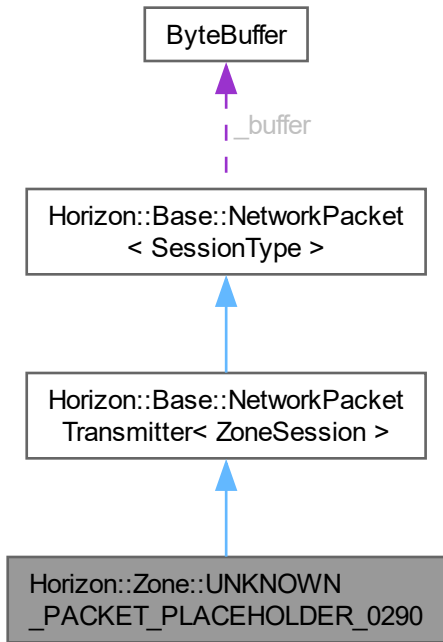 ByteBuffer
_buffer
Horizon::Base::NetworkPacket
< SessionType >
Horizon::Base::NetworkPacket
Transmitter< ZoneSession >
Horizon::Zone::UNKNOWN
_PACKET_PLACEHOLDER_0290